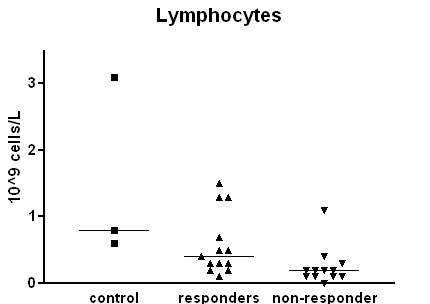 Lymphocytes
10^9 cells/L
3
2
1
0
control responders non-responder